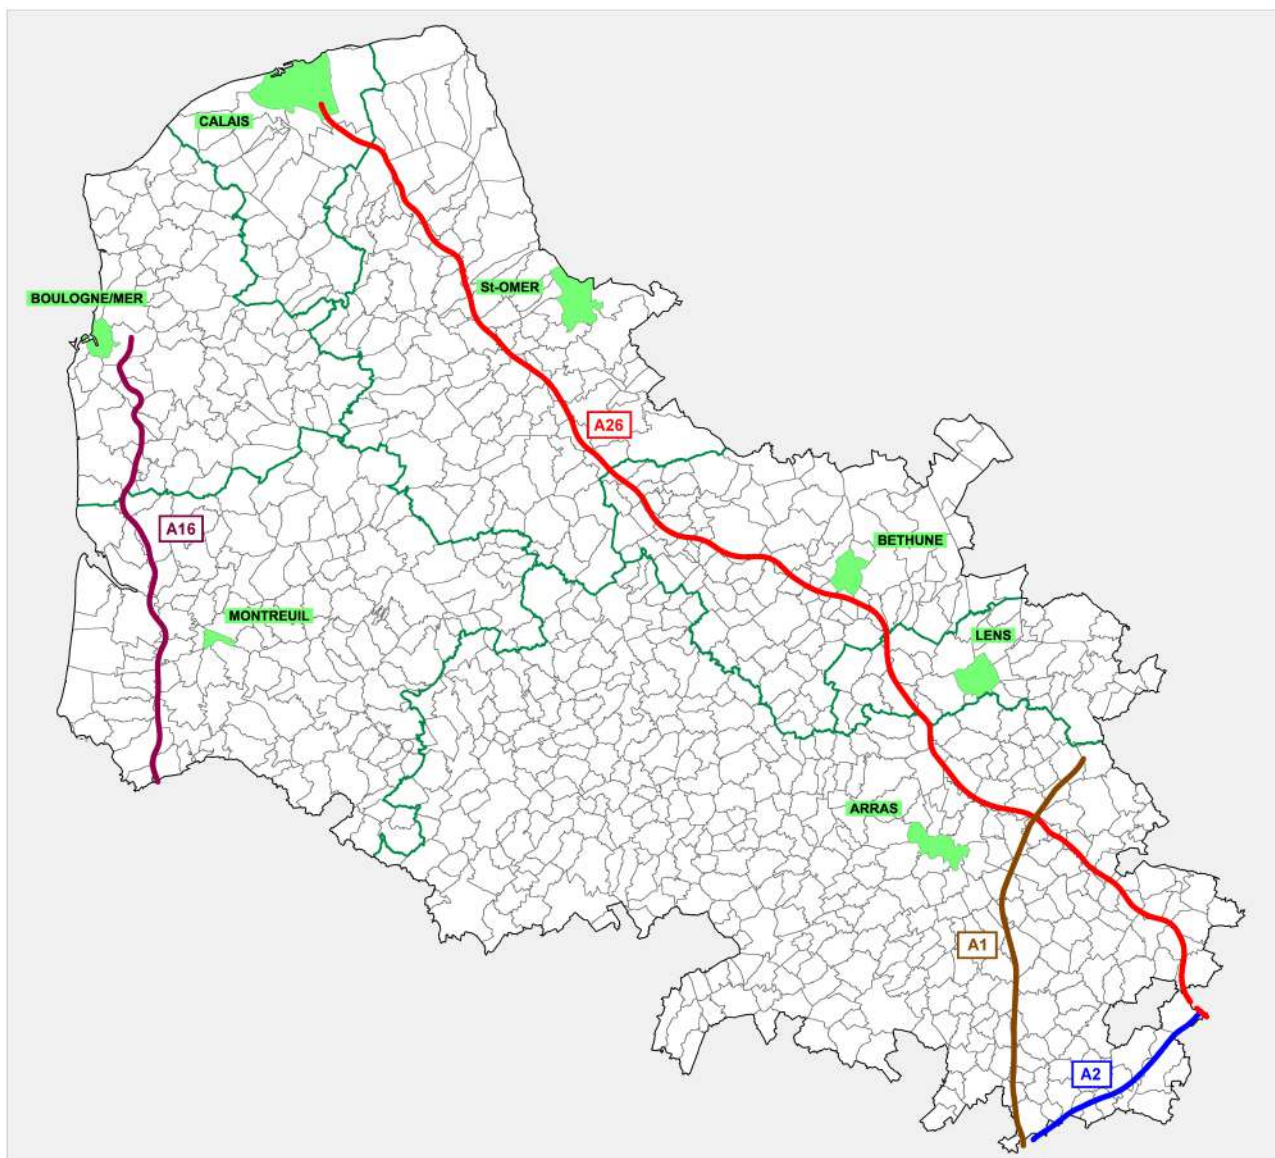 CALAIS
St-OMER
BOULOGNE/MER
A26
A16
BETHUNE
MONTREUIL
LENS
ARRAS
A1
A2